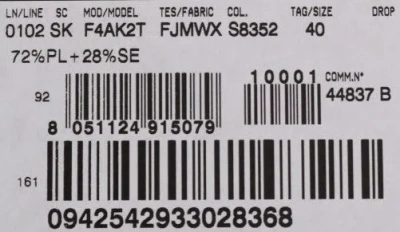 LN/LINE SC MOD/MODEL TES/FABRIC COL. TAG/SIZE DROP
0102 SK F4AK2T FJMWX S8352 40
72%PL+28%SE
10001 COMM.N°
92 44837 B
8 051124 915079
161
0942542933028368